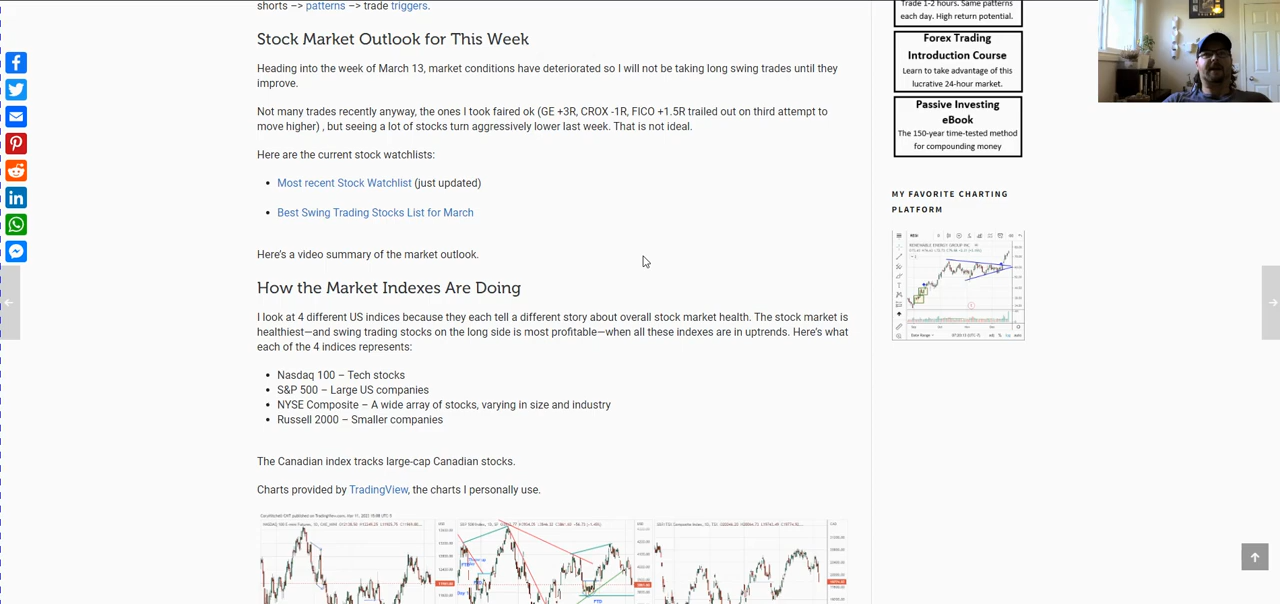 shorts –> patterns –> trade triggers.
Stock Market Outlook for This Week
Heading into the week of March 13, market conditions have deteriorated so I will not be taking long swing trades until they
improve.
Not many trades recently anyway, the ones I took faired ok (GE +3R, CROX -1R, FICO +1.5R trailed out on third attempt to
move higher) , but seeing a lot of stocks turn aggressively lower last week. That is not ideal.
Here are the current stock watchlists:
Most recent Stock Watchlist (just updated)
Best Swing Trading Stocks List for March
Here's a video summary of the market outlook.
How the Market Indexes Are Doing
I look at 4 different US indices because they each tell a different story about overall stock market health. The stock market is
healthiest—and swing trading stocks on the long side is most profitable—when all these indexes are in uptrends. Here's what
each of the 4 indices represents:
Nasdaq 100 – Tech stocks
S&P 500 – Large US companies
NYSE Composite – A wide array of stocks, varying in size and industry
Russell 2000 – Smaller companies
The Canadian index tracks large-cap Canadian stocks.
Charts provided by TradingView, the charts I personally use.
Trade 1-2 hours. Same patterns
each day. High return potential.
Forex Trading
Introduction Course
Learn to take advantage of this
lucrative 24-hour market.
Passive Investing
eBook
The 150-year time-tested method
for compounding money
MY FAVORITE CHARTING
PLATFORM
RENEWABLE ENERGY GROUP INC